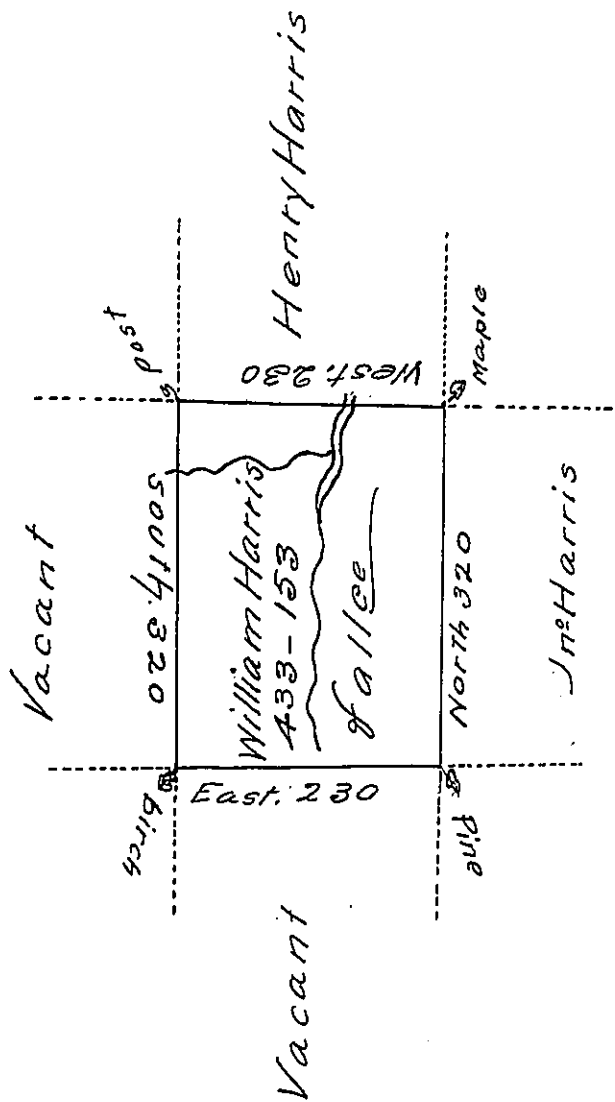 Vacant
South. 320
Post
Birch
William Harris
433-153
& allce
Henry Harris
West. 230
East. 230
Vacant
North 320
Maple
Pine
Jno Harris